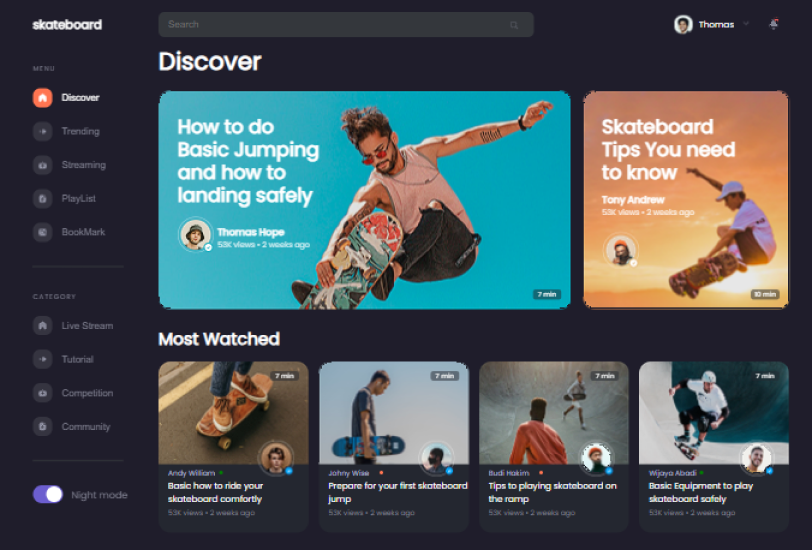 skateboard
Search
Thomas
MENU
Discover
Trending
Streaming
PlayList
BookMark
CATEGORY
Live Stream
Tutorial
Competition
Community
Night mode
Discover
How to do
Basic Jumping
and how to
landing safely
Thomas Hope
53K views • 2 weeks ago
7 min
Skateboard
Tips You need
to know
Tony Andrew
53K views • 2 weeks ago
10 min
Most Watched
7 min
Andy William
Basic how to ride your
skateboard comfortly
53K views • 2 weeks ago
7 min
Johny Wise
Prepare for your first skateboard
jump
53K views • 2 weeks ago
7 min
Budi Hakim
Tips to playing skateboard on
the ramp
53K views • 2 weeks ago
7 min
Wijaya Abadi
Basic Equipment to play
skateboard safely
53K views • 2 weeks ago